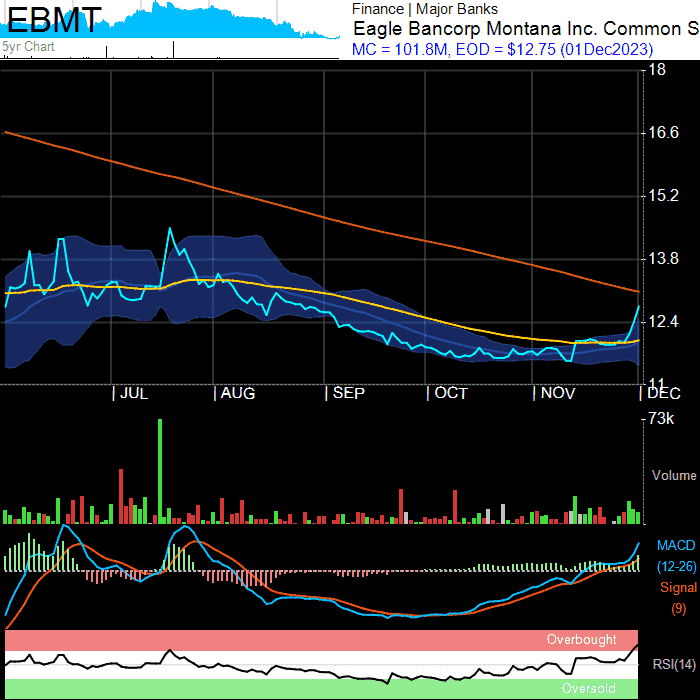 EBMT
Finance | Major Banks
Eagle Bancorp Montana Inc. Common S
5yr Chart
MC = 101.8M, EOD = $12.75 (01Dec2023)
18
16.6
15.2
13.8
12.4
11
JUL
AUG
SEP
OCT
NOV
DEC
73k
Volume
MACD
(12-26)
Signal
(9)
Overbought
RSI(14)
Oversold